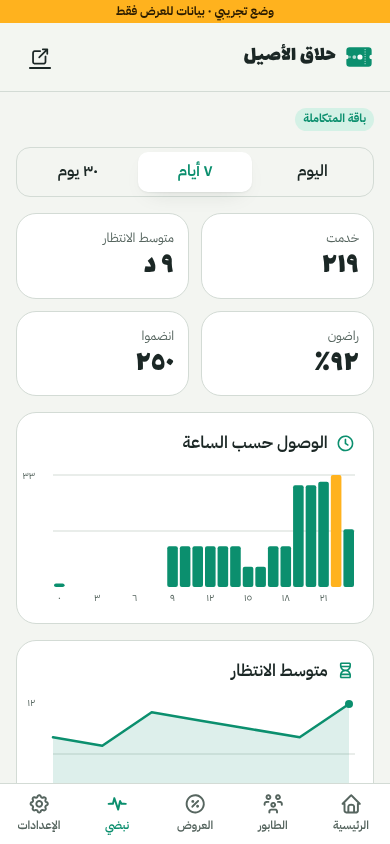 وضع تجريبي · بيانات للعرض فقط
حلاق الأصيل
باقة المتكاملة
اليوم
٧ أيام
٣٠ يوم
خدمت
٢١٩
متوسط الانتظار
٩ د
راضون
٩٢٪
انضموا
٢٥٠
الوصول حسب الساعة
٣٣
٠ ٣ ٦ ٩ ١٢ ١٥ ١٨ ٢١
متوسط الانتظار
١٢
الرئيسية
الطابور
العروض
نبضي
الإعدادات